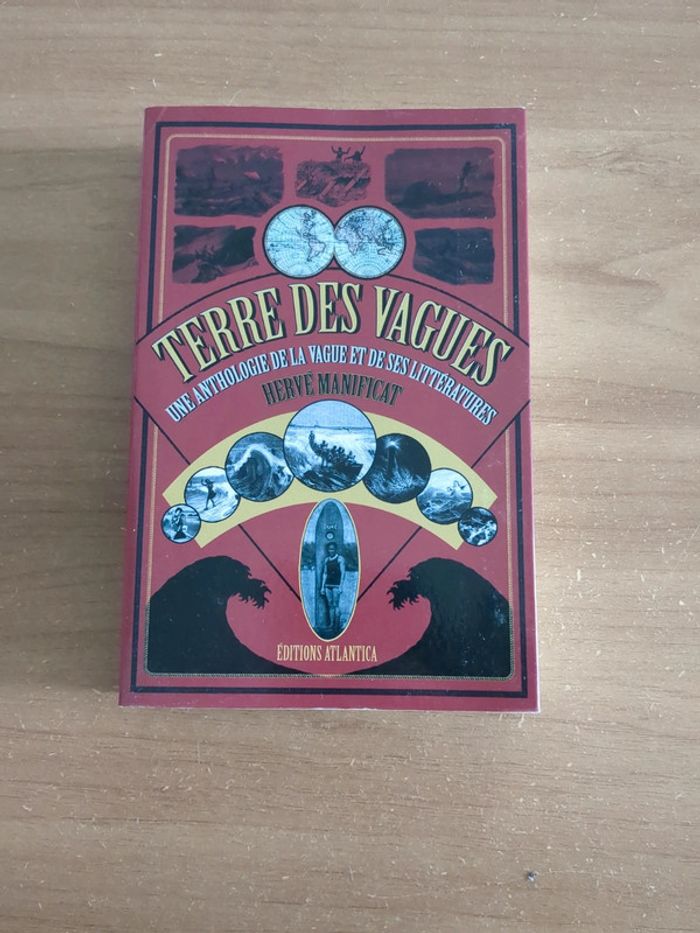 TERRE DES VAGUES
UNE ANTHOLOGIE DE LA VAGUE ET DE SES LITTÉRATURES
HERVÉ MANIFICAT
ÉDITIONS ATLANTICA